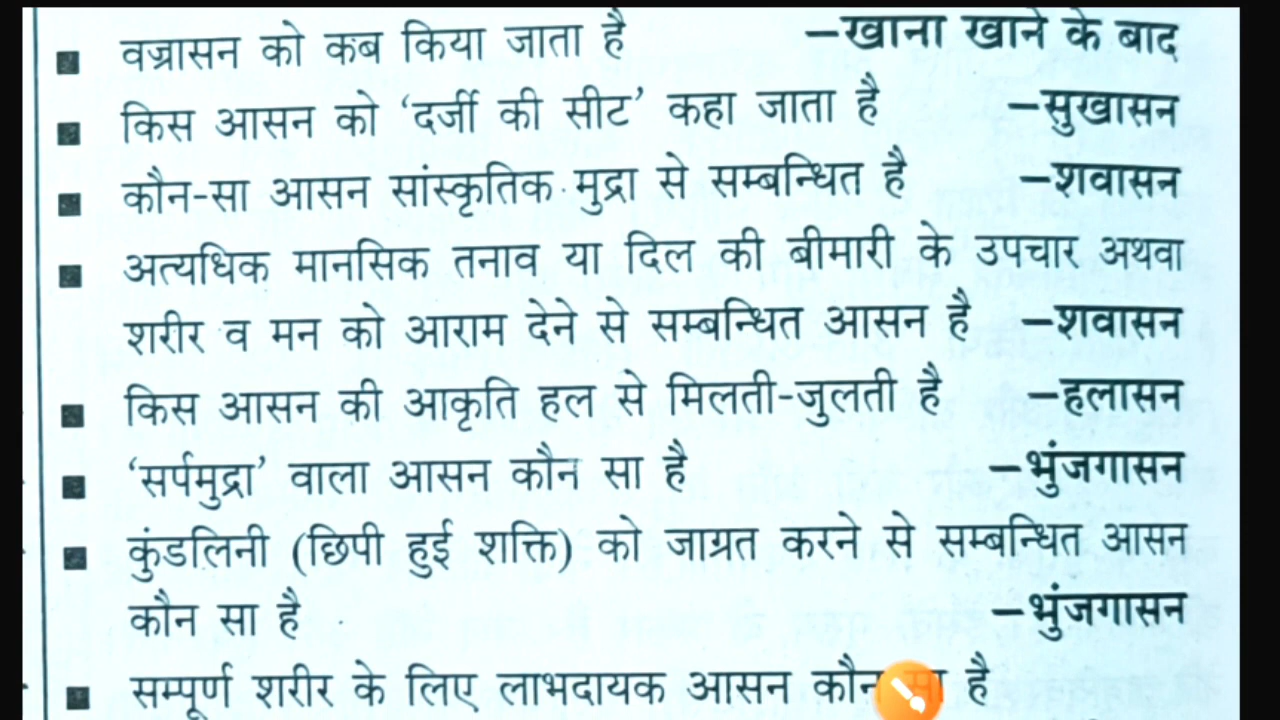 ■ वज्रासन को कब किया जाता है –खाना खाने के बाद
■ किस आसन को ‘दर्जी की सीट’ कहा जाता है –सुखासन
■ कौन-सा आसन सांस्कृतिक मुद्रा से सम्बन्धित है –शवासन
■ अत्यधिक मानसिक तनाव या दिल की बीमारी के उपचार अथवा
शरीर व मन को आराम देने से सम्बन्धित आसन है –शवासन
■ किस आसन की आकृति हल से मिलती-जुलती है –हलासन
■ ‘सर्पमुद्रा’ वाला आसन कौन सा है –भुंजगासन
■ कुंडलिनी (छिपी हुई शक्ति) को जाग्रत करने से सम्बन्धित आसन
कौन सा है –भुंजगासन
■ सम्पूर्ण शरीर के लिए लाभदायक आसन कौन है